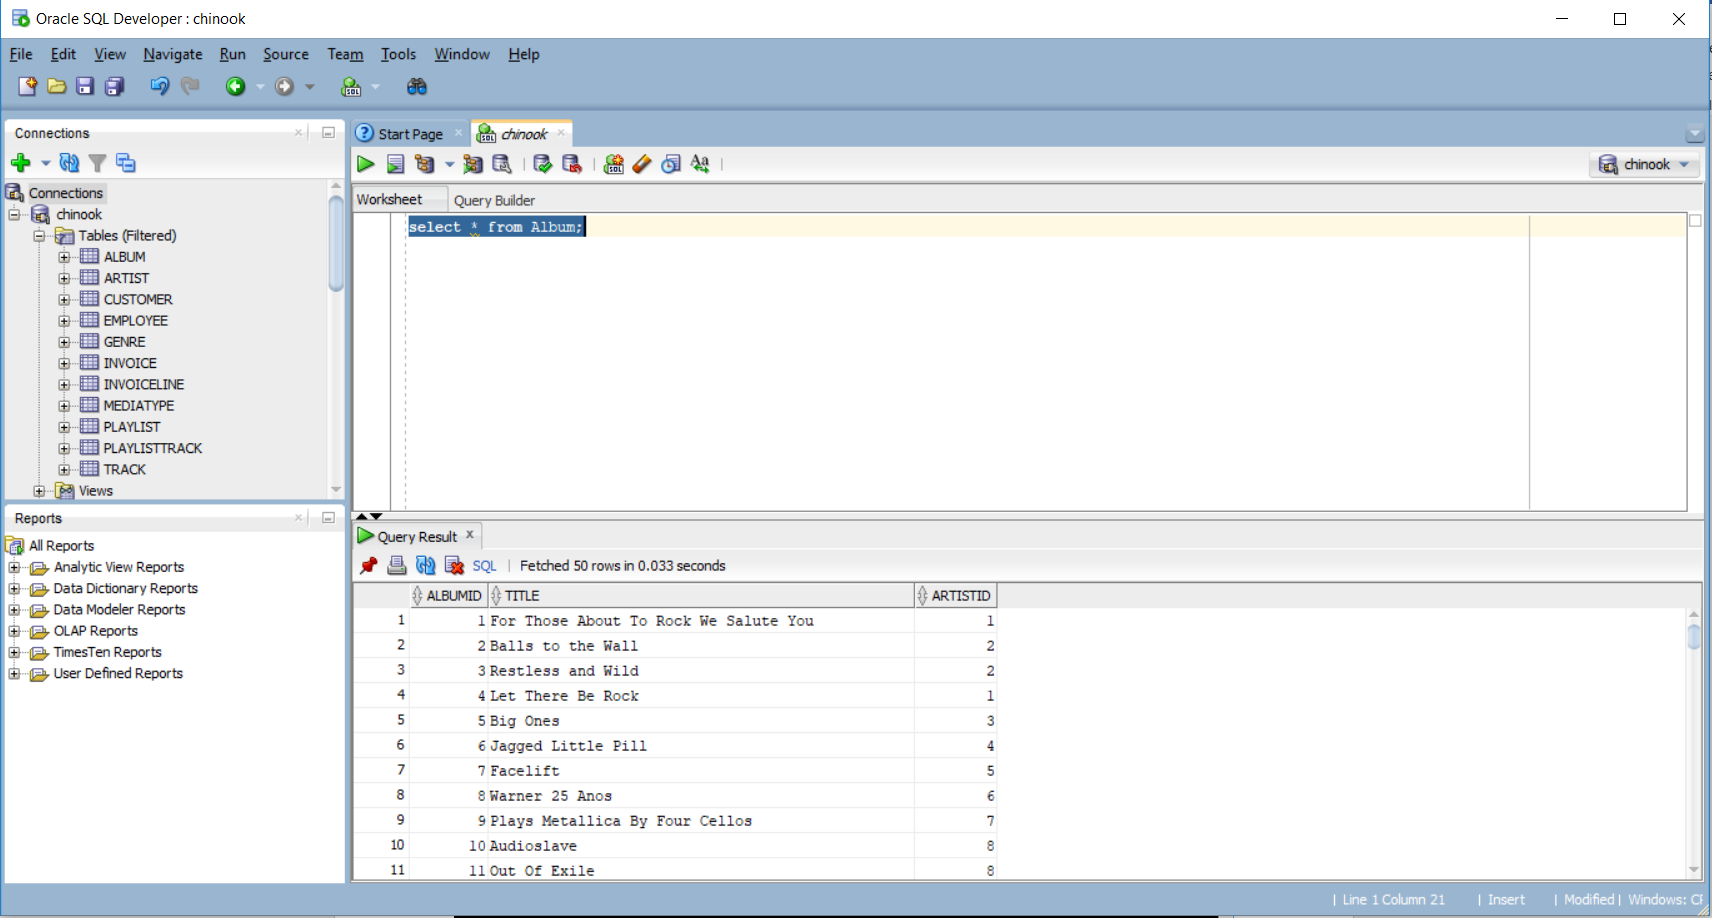 Oracle SQL Developer : chinook
File Edit View Navigate Run Source Team Tools Window Help
Connections
Connections
chinook
Tables (Filtered)
ALBUM
ARTIST
CUSTOMER
EMPLOYEE
GENRE
INVOICE
INVOICELINE
MEDIATYPE
PLAYLIST
PLAYLISTTRACK
TRACK
Views
Reports
All Reports
Analytic View Reports
Data Dictionary Reports
Data Modeler Reports
OLAP Reports
TimesTen Reports
User Defined Reports
Start Page chinook
chinook
Worksheet Query Builder
select * from Album;
Query Result
SQL | Fetched 50 rows in 0.033 seconds
ALBUMID TITLE ARTISTID
1 1 For Those About To Rock We Salute You 1
2 2 Balls to the Wall 2
3 3 Restless and Wild 2
4 4 Let There Be Rock 1
5 5 Big Ones 3
6 6 Jagged Little Pill 4
7 7 Facelift 5
8 8 Warner 25 Anos 6
9 9 Plays Metallica By Four Cellos 7
10 10 Audioslave 8
11 11 Out Of Exile 8
| Line 1 Column 21 | Insert | Modified | Windows: CF